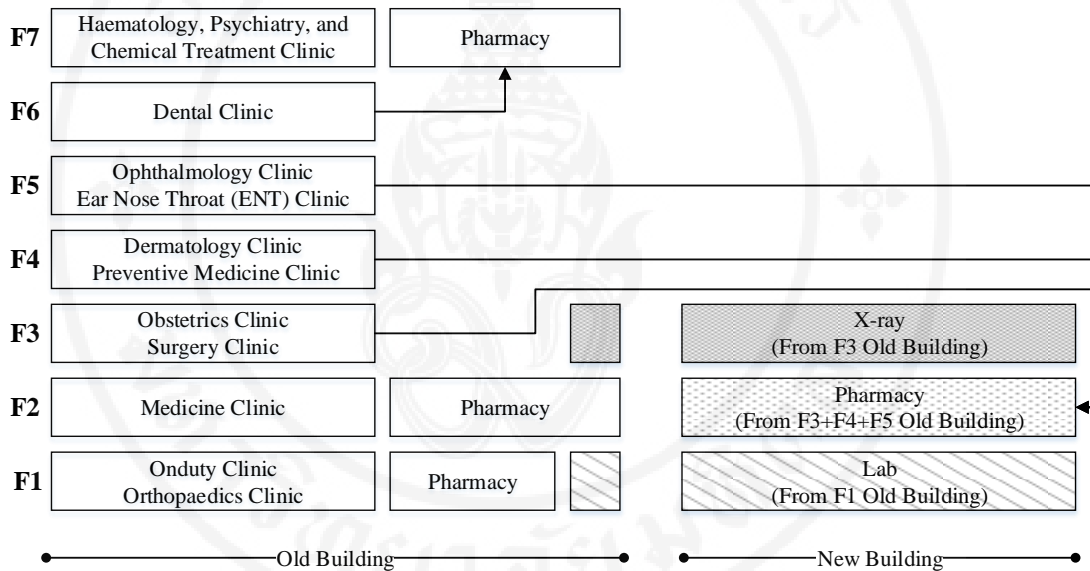 F7
Haematology, Psychiatry, and
Chemical Treatment Clinic
Pharmacy
F6
Dental Clinic
F5
Ophthalmology Clinic
Ear Nose Throat (ENT) Clinic
F4
Dermatology Clinic
Preventive Medicine Clinic
F3
Obstetrics Clinic
Surgery Clinic
X-ray
(From F3 Old Building)
F2
Medicine Clinic
Pharmacy
Pharmacy
(From F3+F4+F5 Old Building)
F1
Onduty Clinic
Orthopaedics Clinic
Pharmacy
Lab
(From F1 Old Building)
Old Building
New Building